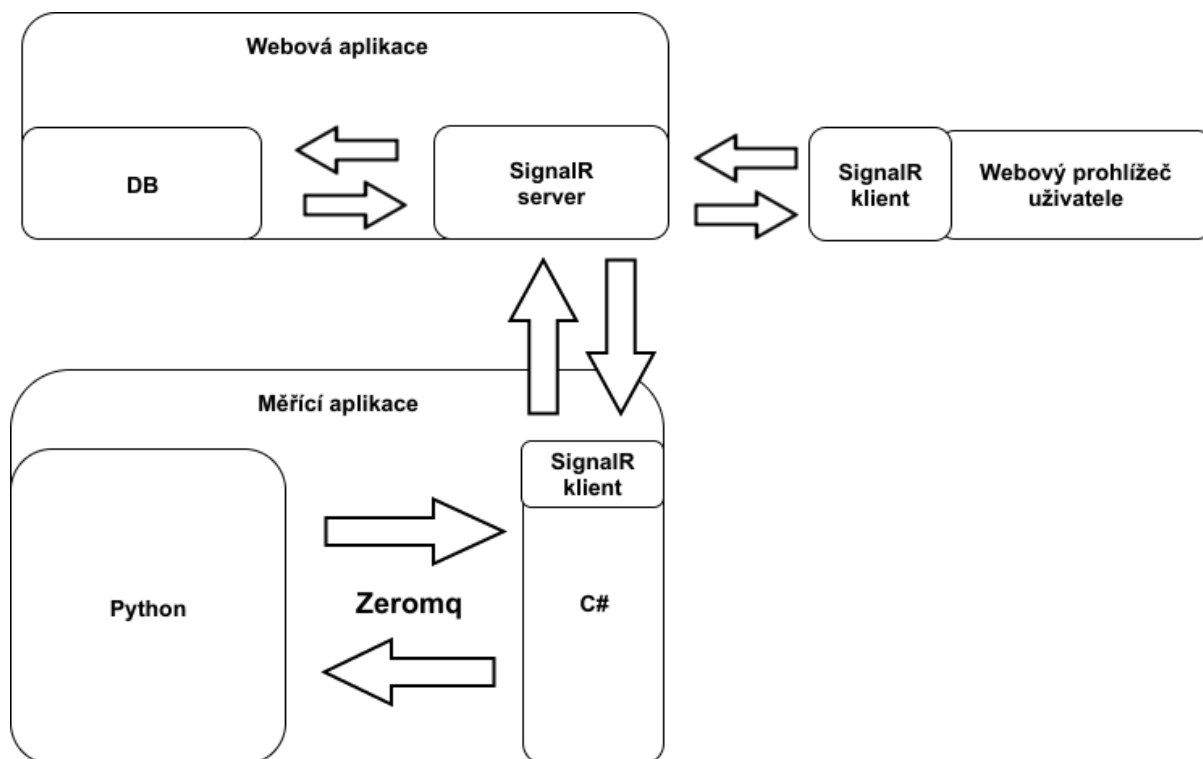 Webová aplikace
DB
SignalR
server
SignalR
klient
Webový prohlížeč
uživatele
Měřící aplikace
SignalR
klient
Python
Zeromq
C#